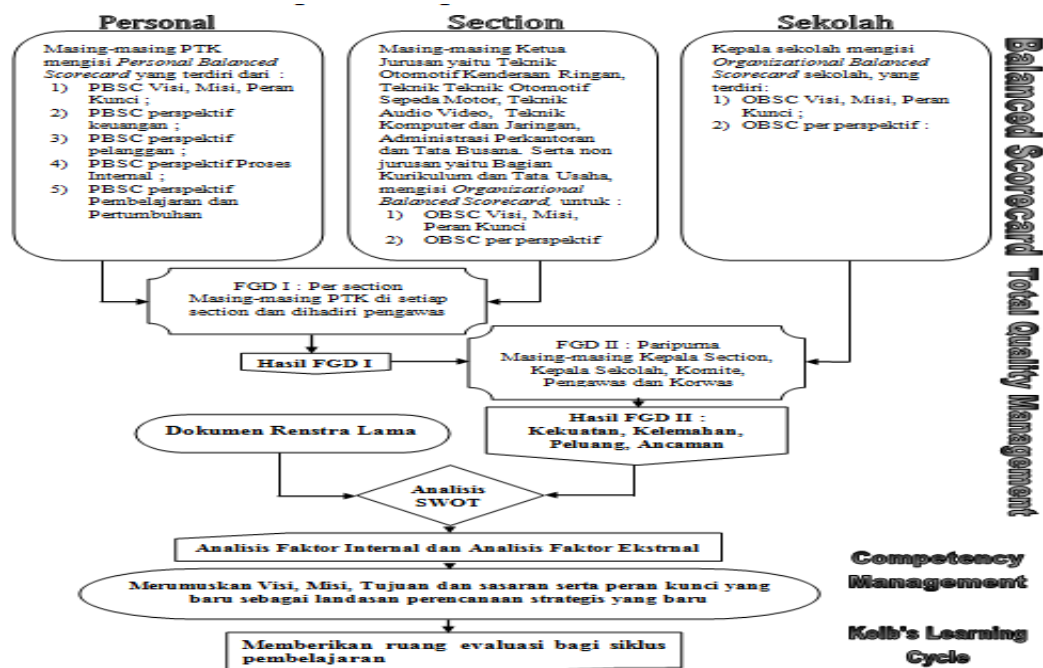 Personal
Masing-masing PTK
mengisi Personal Balanced
Scorecard yang terdiri dari :
1) PBSC Visi, Misi, Peran
Kunci ;
2) PBSC perspektif
keuangan ;
3) PBSC perspektif
pelanggan ;
4) PBSC perspektif Proses
Internal ;
5) PBSC perspektif
Pembelajaran dan
Pertumbuhan
Section
Masing-masing Ketua
Jurusan yaitu Teknik
Otomotif Kenderaan Ringan,
Teknik Teknik Otomotif
Sepeda Motor, Teknik
Audio Video, Teknik
Komputer dan Jaringan,
Administrasi Perkantoran
dan Tata Busana. Serta non
jurusan yaitu Bagian
Kurikulum dan Tata Usaha,
mengisi Organizational
Balanced Scorecard, untuk :
1) OBSC Visi, Misi,
Peran Kunci
2) OBSC per perspektif
Sekolah
Kepala sekolah mengisi
Organizational Balanced
Scorecard sekolah, yang
terdiri:
1) OBSC Visi, Misi, Peran
Kunci ;
2) OBSC per perspektif :
FGD I : Per section
Masing-masing PTK di setiap
section dan dihadiri pengawas
Hasil FGD I
FGD II : Paripurna
Masing-masing Kepala Section,
Kepala Sekolah, Komite,
Pengawas dan Korwas
Hasil FGD II :
Kekuatan, Kelemahan,
Peluang, Ancaman
Dokumen Renstra Lama
Analisis
SWOT
Analisis Faktor Internal dan Analisis Faktor Ekstrnal
Merumuskan Visi, Misi, Tujuan dan sasaran serta peran kunci yang
baru sebagai landasan perencanaan strategis yang baru
Memberikan ruang evaluasi bagi siklus
pembelajaran
Balanced Scorecard Total Quality Management
Competency
Management
Kolb's Learning
Cycle